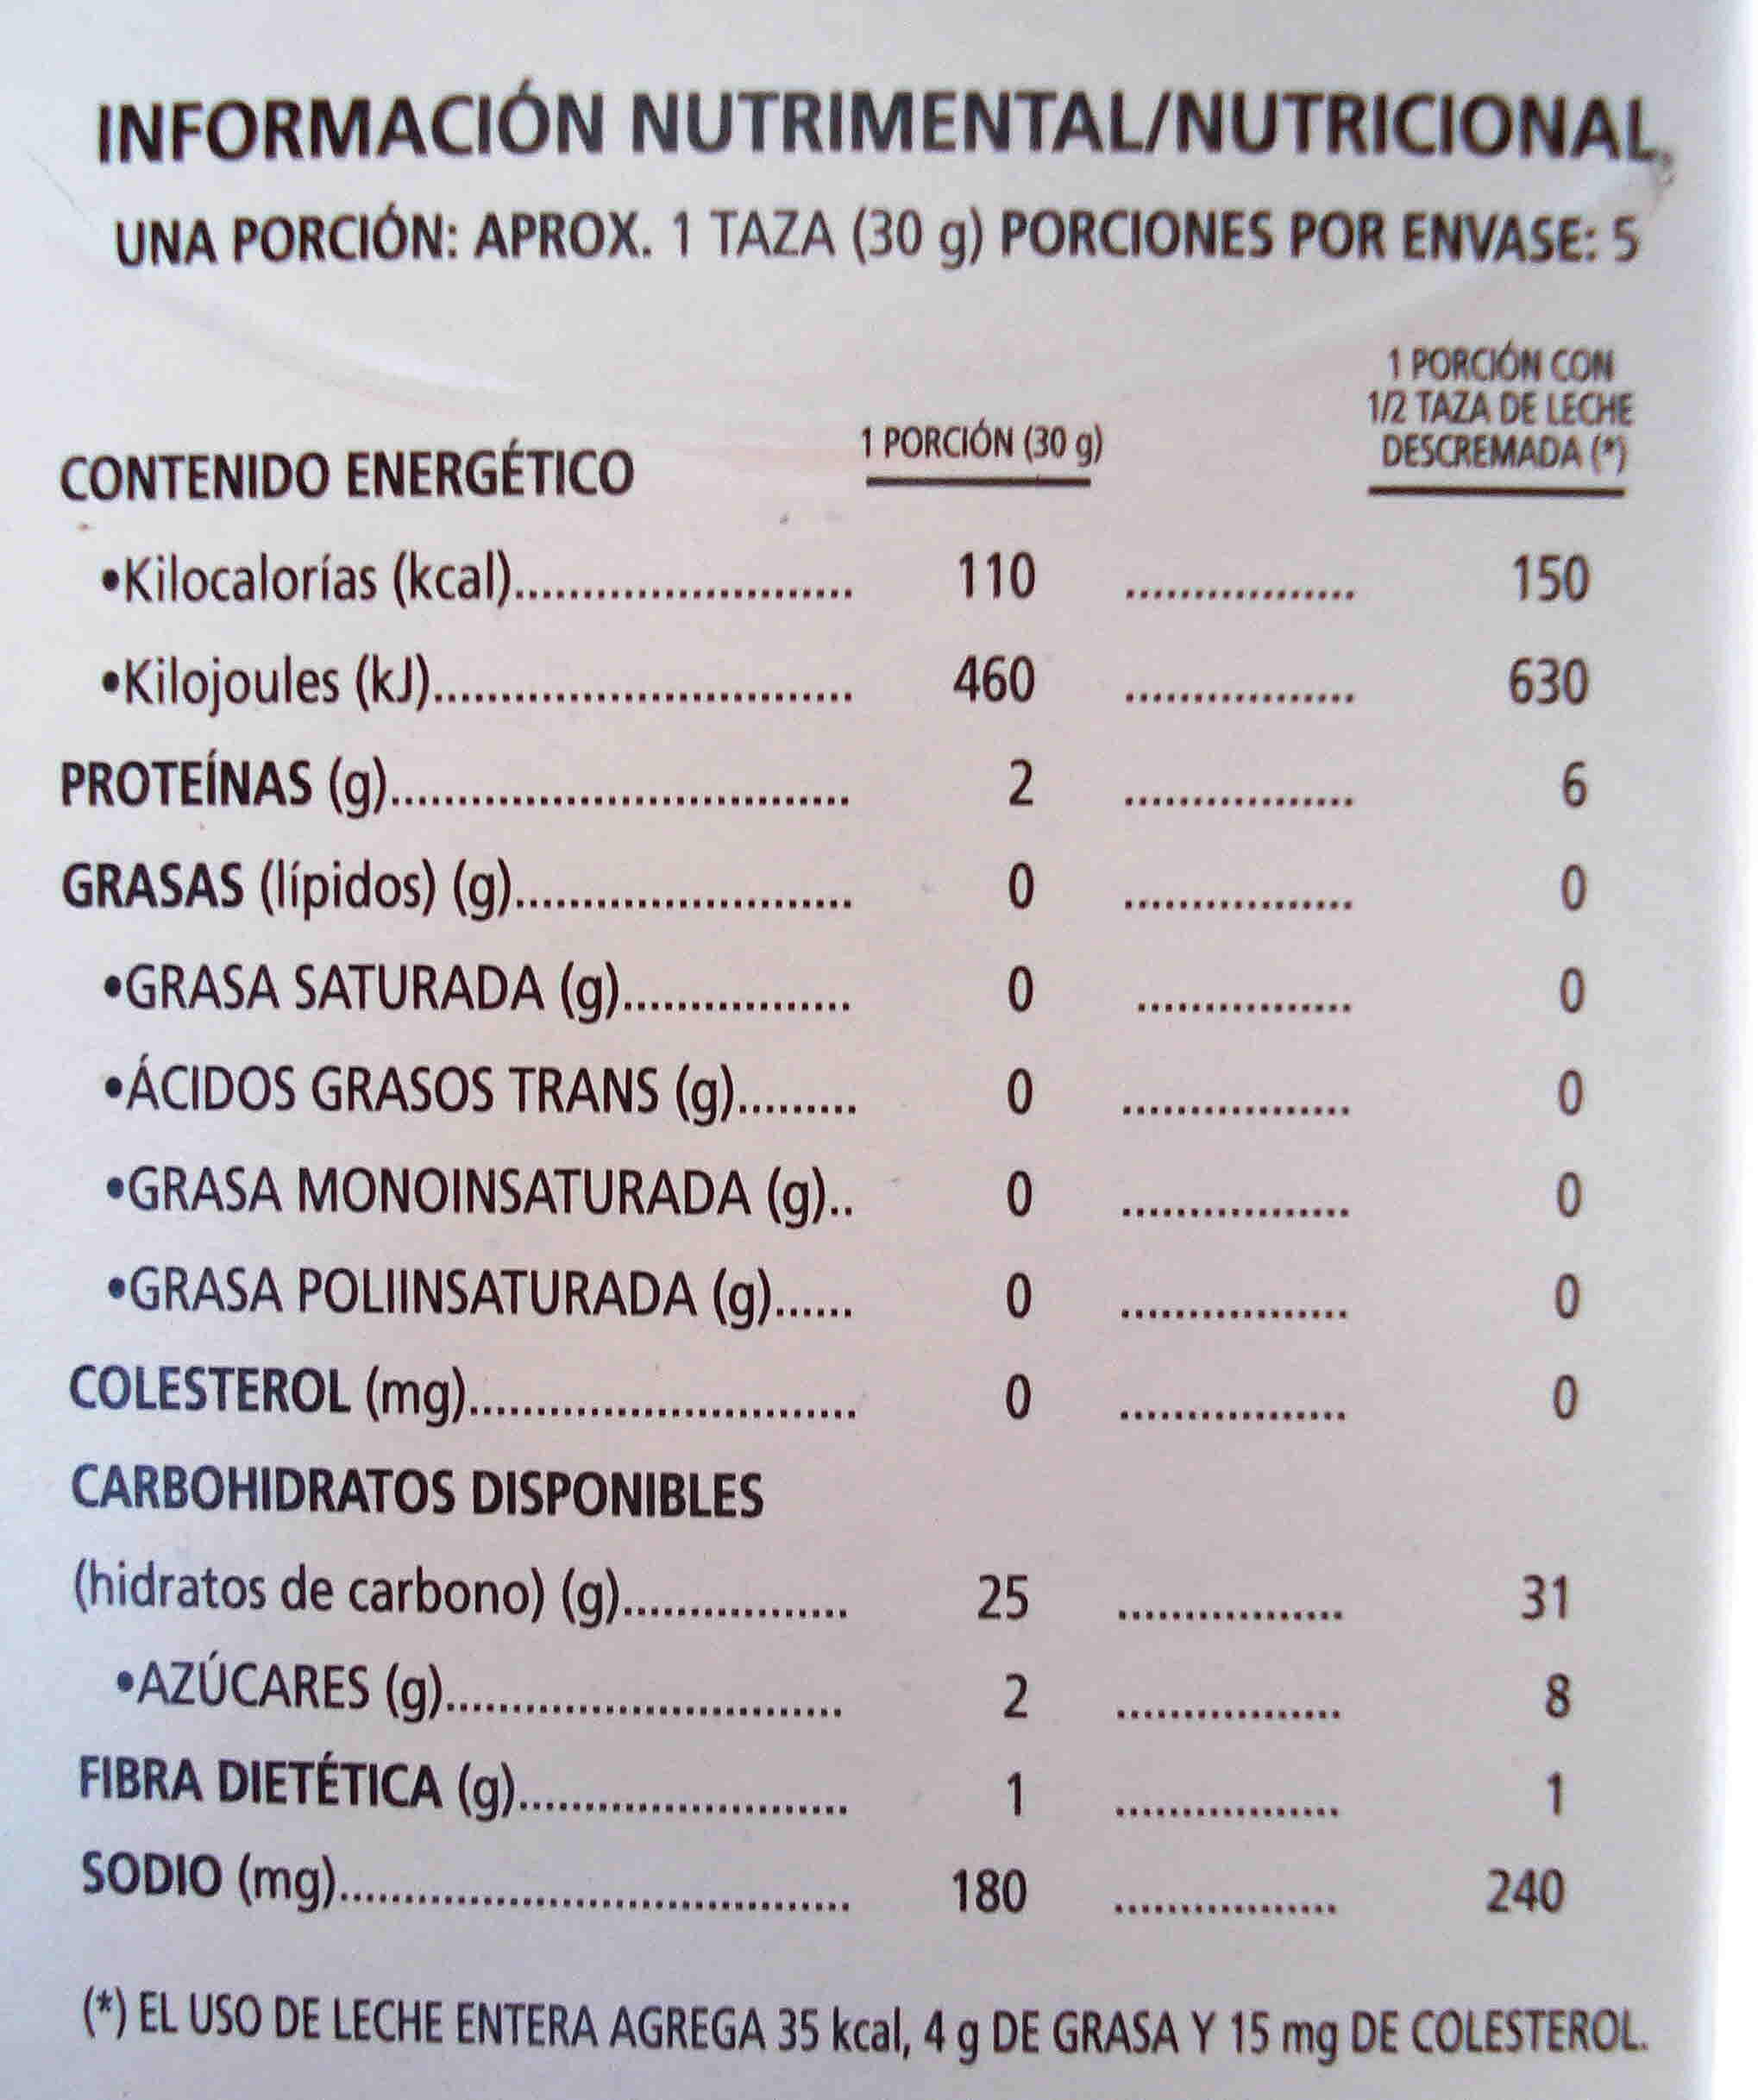 INFORMACIÓN NUTRIMENTAL/NUTRICIONAL
UNA PORCIÓN: APROX. 1 TAZA (30 g) PORCIONES POR ENVASE: 5
1 PORCIÓN CON
1/2 TAZA DE LECHE
DESCREMADA (*)
1 PORCIÓN (30 g)
CONTENIDO ENERGÉTICO
•Kilocalorías (kcal)......................... 110 ................. 150
•Kilojoules (kJ)............................... 460 ................. 630
PROTEÍNAS (g).................................. 2 ................. 6
GRASAS (lípidos) (g)......................... 0 ................. 0
•GRASA SATURADA (g)................. 0 ................ 0
•ÁCIDOS GRASOS TRANS (g)......... 0 ................. 0
•GRASA MONOINSATURADA (g).. 0 ................. 0
•GRASA POLIINSATURADA (g)...... 0 ................. 0
COLESTEROL (mg)............................. 0 ................. 0
CARBOHIDRATOS DISPONIBLES
(hidratos de carbono) (g)................. 25 ................. 31
•AZÚCARES (g).............................. 2 ................. 8
FIBRA DIETÉTICA (g)......................... 1 ................. 1
SODIO (mg)...................................... 180 ................. 240
(*) EL USO DE LECHE ENTERA AGREGA 35 kcal, 4 g DE GRASA Y 15 mg DE COLESTEROL.